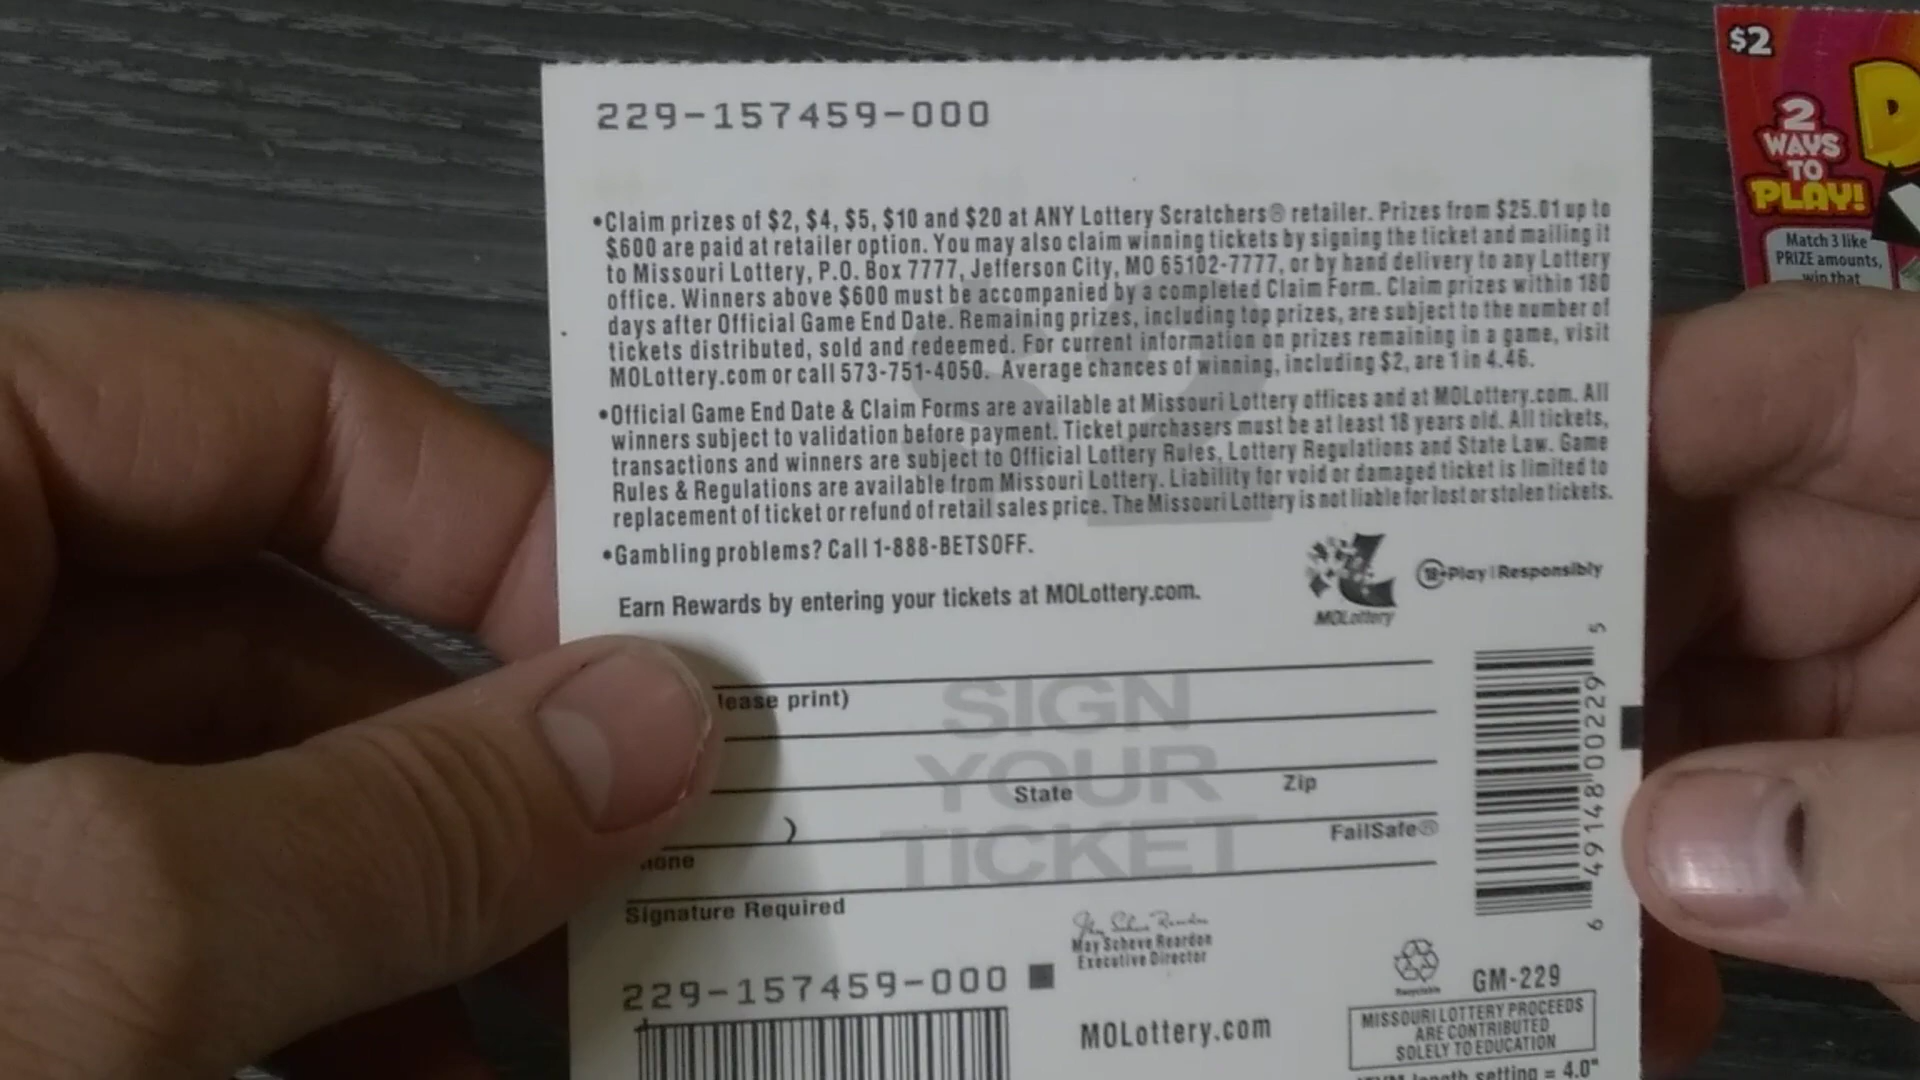 229-157459-000
•Claim prizes of $2, $4, $5, $10 and $20 at ANY Lottery Scratchers® retailer. Prizes from $25.01 up to
$600 are paid at retailer option. You may also claim winning tickets by signing the ticket and mailing it
to Missouri Lottery, P.O. Box 7777, Jefferson City, MO 65102-7777, or by hand delivery to any Lottery
office. Winners above $600 must be accompanied by a completed Claim Form. Claim prizes within 180
days after Official Game End Date. Remaining prizes, including top prizes, are subject to the number of
tickets distributed, sold and redeemed. For current information on prizes remaining in a game, visit
MOLottery.com or call 573-751-4050. Average chances of winning, including $2, are 1 in 4.46.
•Official Game End Date & Claim Forms are available at Missouri Lottery offices and at MOLottery.com. All
winners subject to validation before payment. Ticket purchasers must be at least 18 years old. All tickets,
transactions and winners are subject to Official Lottery Rules, Lottery Regulations and State Law. Game
Rules & Regulations are available from Missouri Lottery. Liability for void or damaged ticket is limited to
replacement of ticket or refund of retail sales price. The Missouri Lottery is not liable for lost or stolen tickets.
•Gambling problems? Call 1-888-BETSOFF.
Earn Rewards by entering your tickets at MOLottery.com.
MOLottery
18+ Play Responsibly
lease print)
SIGN
YOUR
TICKET
State
Zip
)
FailSafe®
hone
Signature Required
May Scheve Reardon
Executive Director
6 49148 00229 5
229-157459-000
MOLottery.com
Recyclable
GM-229
MISSOURI LOTTERY PROCEEDS
ARE CONTRIBUTED
SOLELY TO EDUCATION
length setting = 4.0"
$2
2
WAYS
TO
PLAY!
D
Match 3 like
PRIZE amounts,
win that